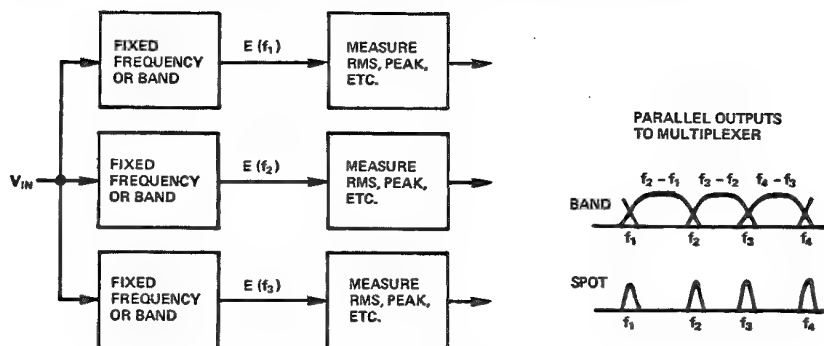 FIXED
FREQUENCY
OR BAND
E (f₁)
MEASURE
RMS, PEAK,
ETC.
V_IN
FIXED
FREQUENCY
OR BAND
E (f₂)
MEASURE
RMS, PEAK,
ETC.
FIXED
FREQUENCY
OR BAND
E (f₃)
MEASURE
RMS, PEAK,
ETC.
PARALLEL OUTPUTS
TO MULTIPLEXER
f₂ – f₁ f₃ – f₂ f₄ – f₃
BAND
f₁ f₂ f₃ f₄
SPOT
f₁ f₂ f₃ f₄